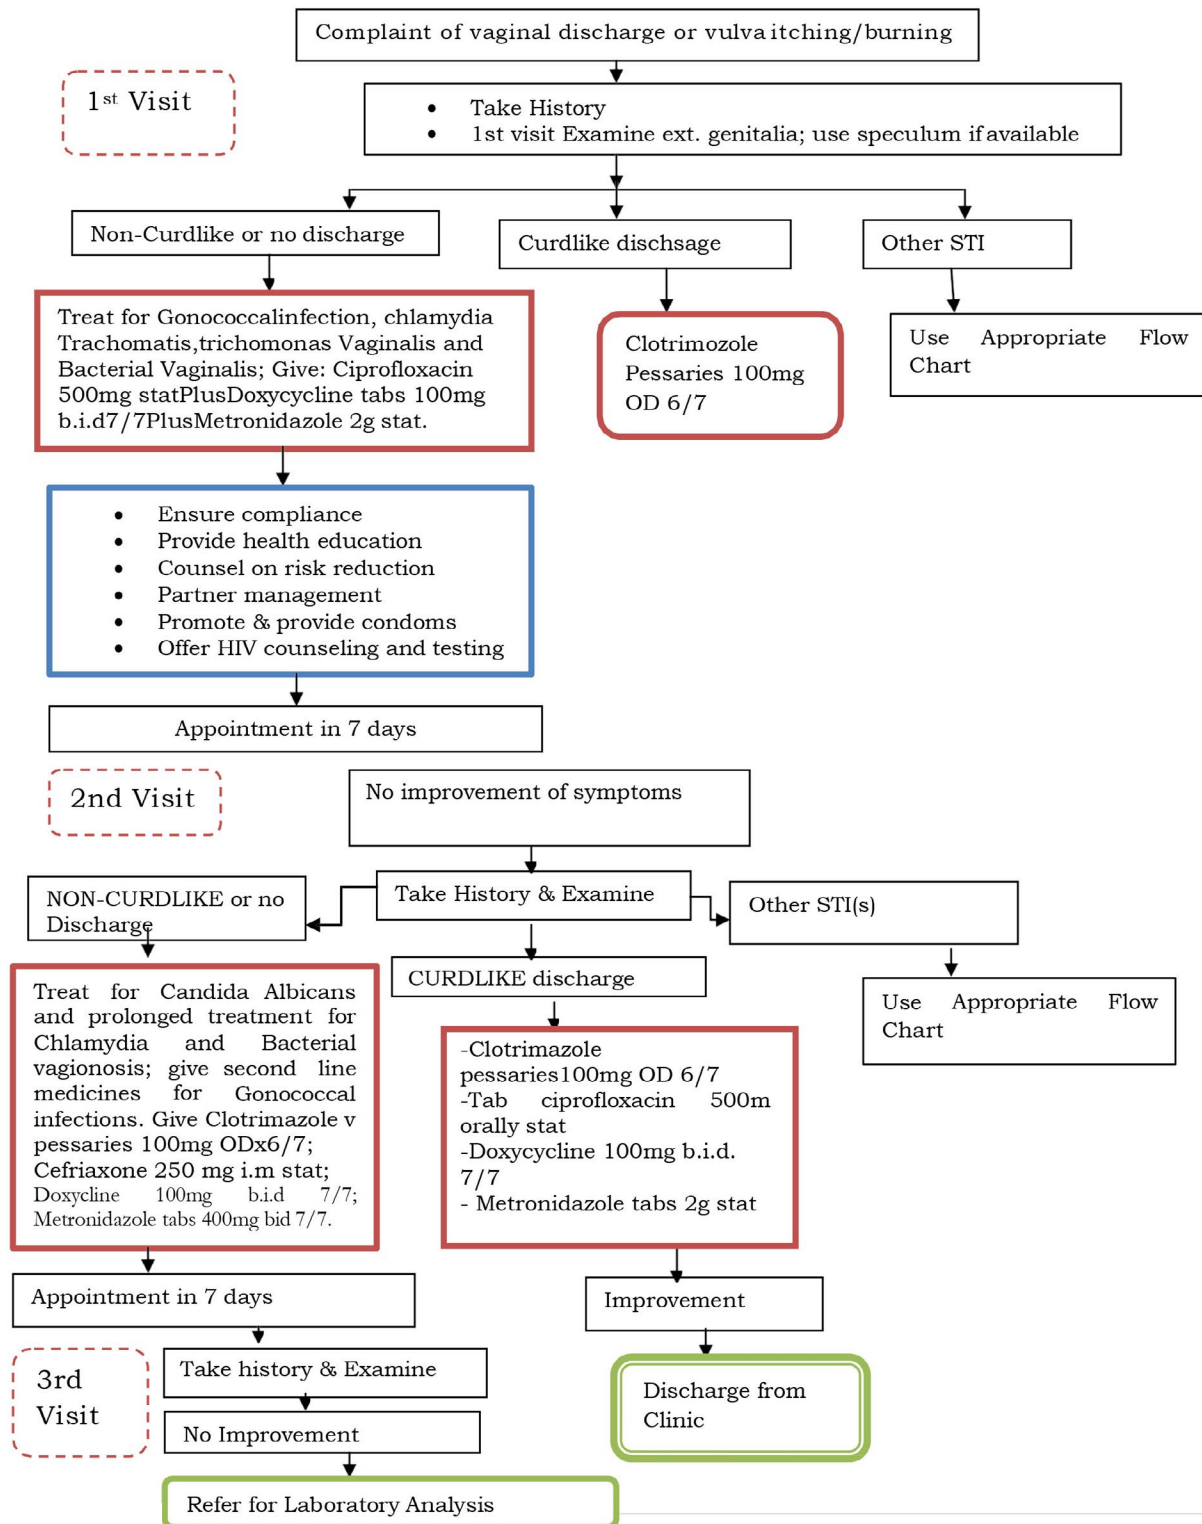 Complaint of vaginal discharge or vulva itching/burning
1st Visit
• Take History
• 1st visit Examine ext. genitalia; use speculum if available
Non-Curdlike or no discharge
Curdlike dischsage
Other STI
Treat for Gonococcalinfection, chlamydia
Trachomatis,trichomonas Vaginalis and
Bacterial Vaginalis; Give: Ciprofloxacin
500mg statPlusDoxycycline tabs 100mg
b.i.d7/7PlusMetronidazole 2g stat.
Clotrimozole
Pessaries 100mg
OD 6/7
Use Appropriate Flow
Chart
• Ensure compliance
• Provide health education
• Counsel on risk reduction
• Partner management
• Promote & provide condoms
• Offer HIV counseling and testing
Appointment in 7 days
2nd Visit
No improvement of symptoms
Take History & Examine
NON-CURDLIKE or no
Discharge
Other STI(s)
CURDLIKE discharge
Treat for Candida Albicans
and prolonged treatment for
Chlamydia and Bacterial
vagionosis; give second line
medicines for Gonococcal
infections. Give Clotrimazole v
pessaries 100mg ODx6/7;
Cefriaxone 250 mg i.m stat;
Doxycline 100mg b.i.d 7/7;
Metronidazole tabs 400mg bid 7/7.
-Clotrimazole
pessaries100mg OD 6/7
-Tab ciprofloxacin 500m
orally stat
-Doxycycline 100mg b.i.d.
7/7
- Metronidazole tabs 2g stat
Use Appropriate Flow
Chart
Appointment in 7 days
Improvement
3rd
Visit
Take history & Examine
Discharge from
Clinic
No Improvement
Refer for Laboratory Analysis